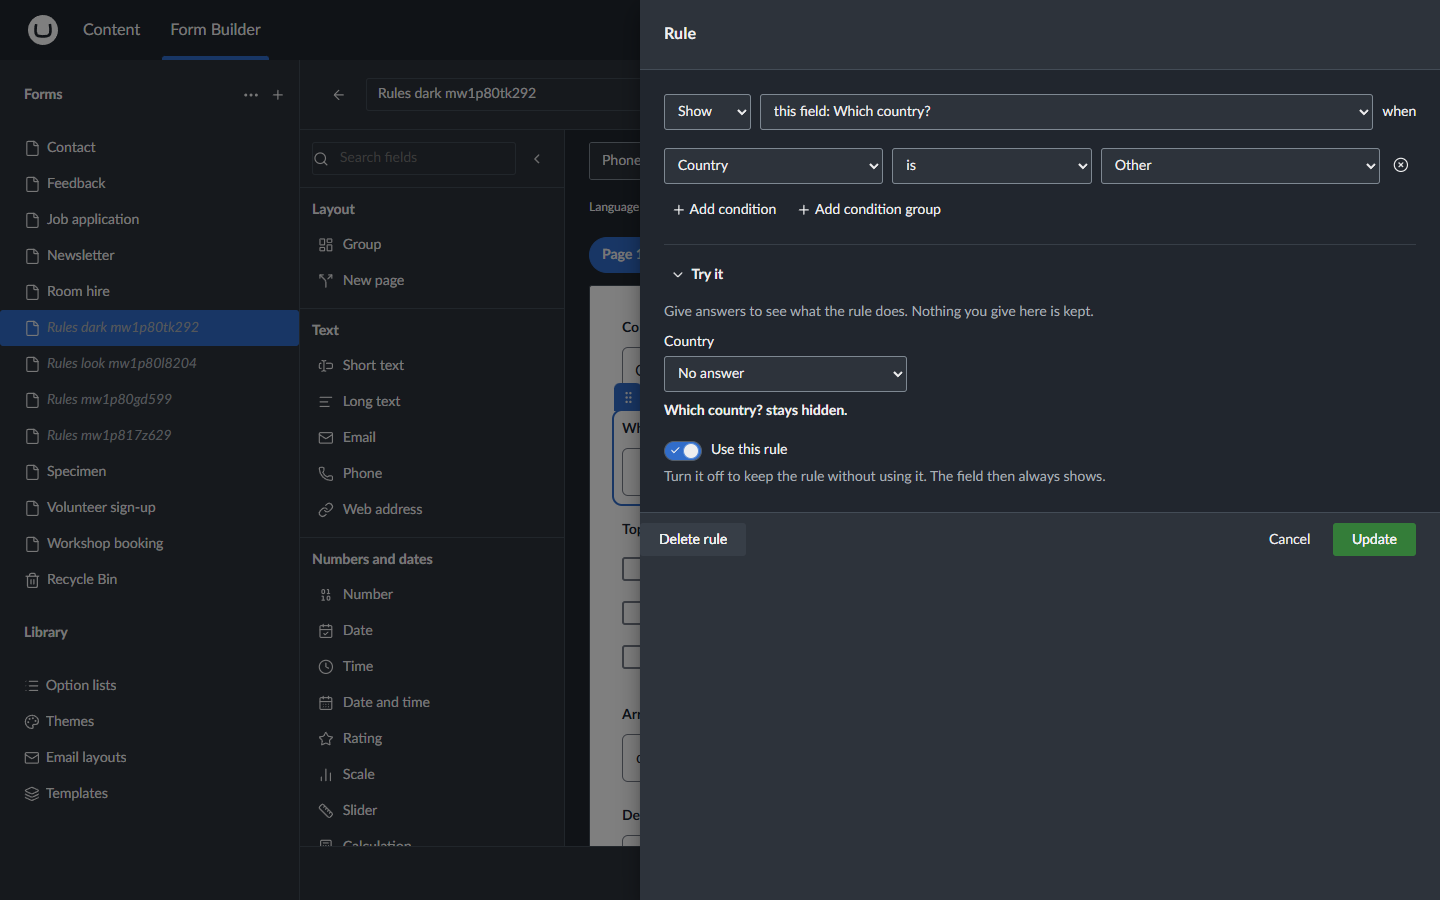 Content
Form Builder
Forms
Contact
Feedback
Job application
Newsletter
Room hire
Rules dark mw1p80tk292
Rules look mw1p80l8204
Rules mw1p80gd599
Rules mw1p817z629
Specimen
Volunteer sign-up
Workshop booking
Recycle Bin
Library
Option lists
Themes
Email layouts
Templates
Rules dark mw1p80tk292
Search fields
Layout
Group
New page
Text
Short text
Long text
Email
Phone
Web address
Numbers and dates
Number
Date
Time
Date and time
Rating
Scale
Slider
Calculation
Phone
Language
Page 1
Rule
Show
this field: Which country?
when
Country
is
Other
Add condition
Add condition group
Try it
Give answers to see what the rule does. Nothing you give here is kept.
Country
No answer
Which country? stays hidden.
Use this rule
Turn it off to keep the rule without using it. The field then always shows.
Delete rule
Cancel
Update